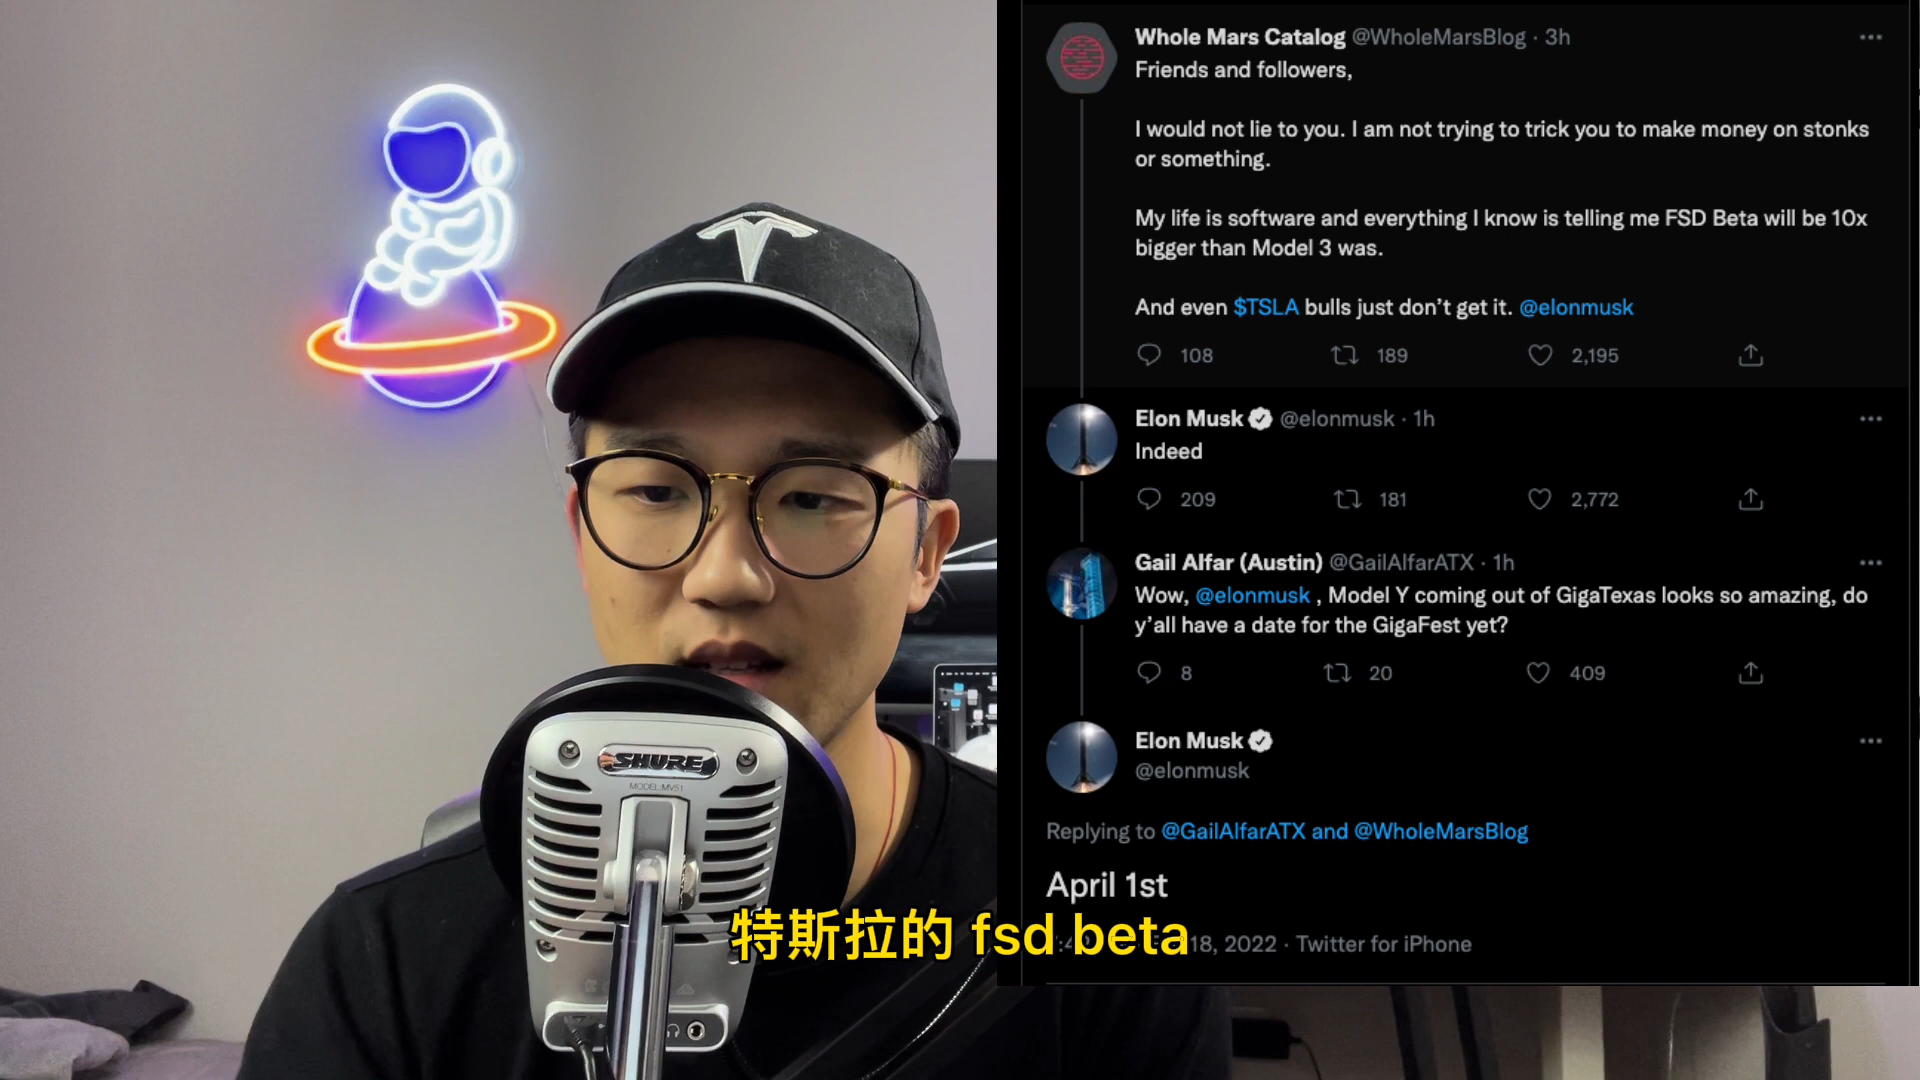 Whole Mars Catalog @WholeMarsBlog · 3h
Friends and followers,
I would not lie to you. I am not trying to trick you to make money on stonks
or something.
My life is software and everything I know is telling me FSD Beta will be 10x
bigger than Model 3 was.
And even $TSLA bulls just don’t get it. @elonmusk
108 189 2,195
Elon Musk @elonmusk · 1h
Indeed
209 181 2,772
Gail Alfar (Austin) @GailAlfarATX · 1h
Wow, @elonmusk , Model Y coming out of GigaTexas looks so amazing, do
y’all have a date for the GigaFest yet?
8 20 409
Elon Musk
@elonmusk
Replying to @GailAlfarATX and @WholeMarsBlog
April 1st
18, 2022 · Twitter for iPhone
SHURE
MODEL:MV51
特斯拉的 fsd beta